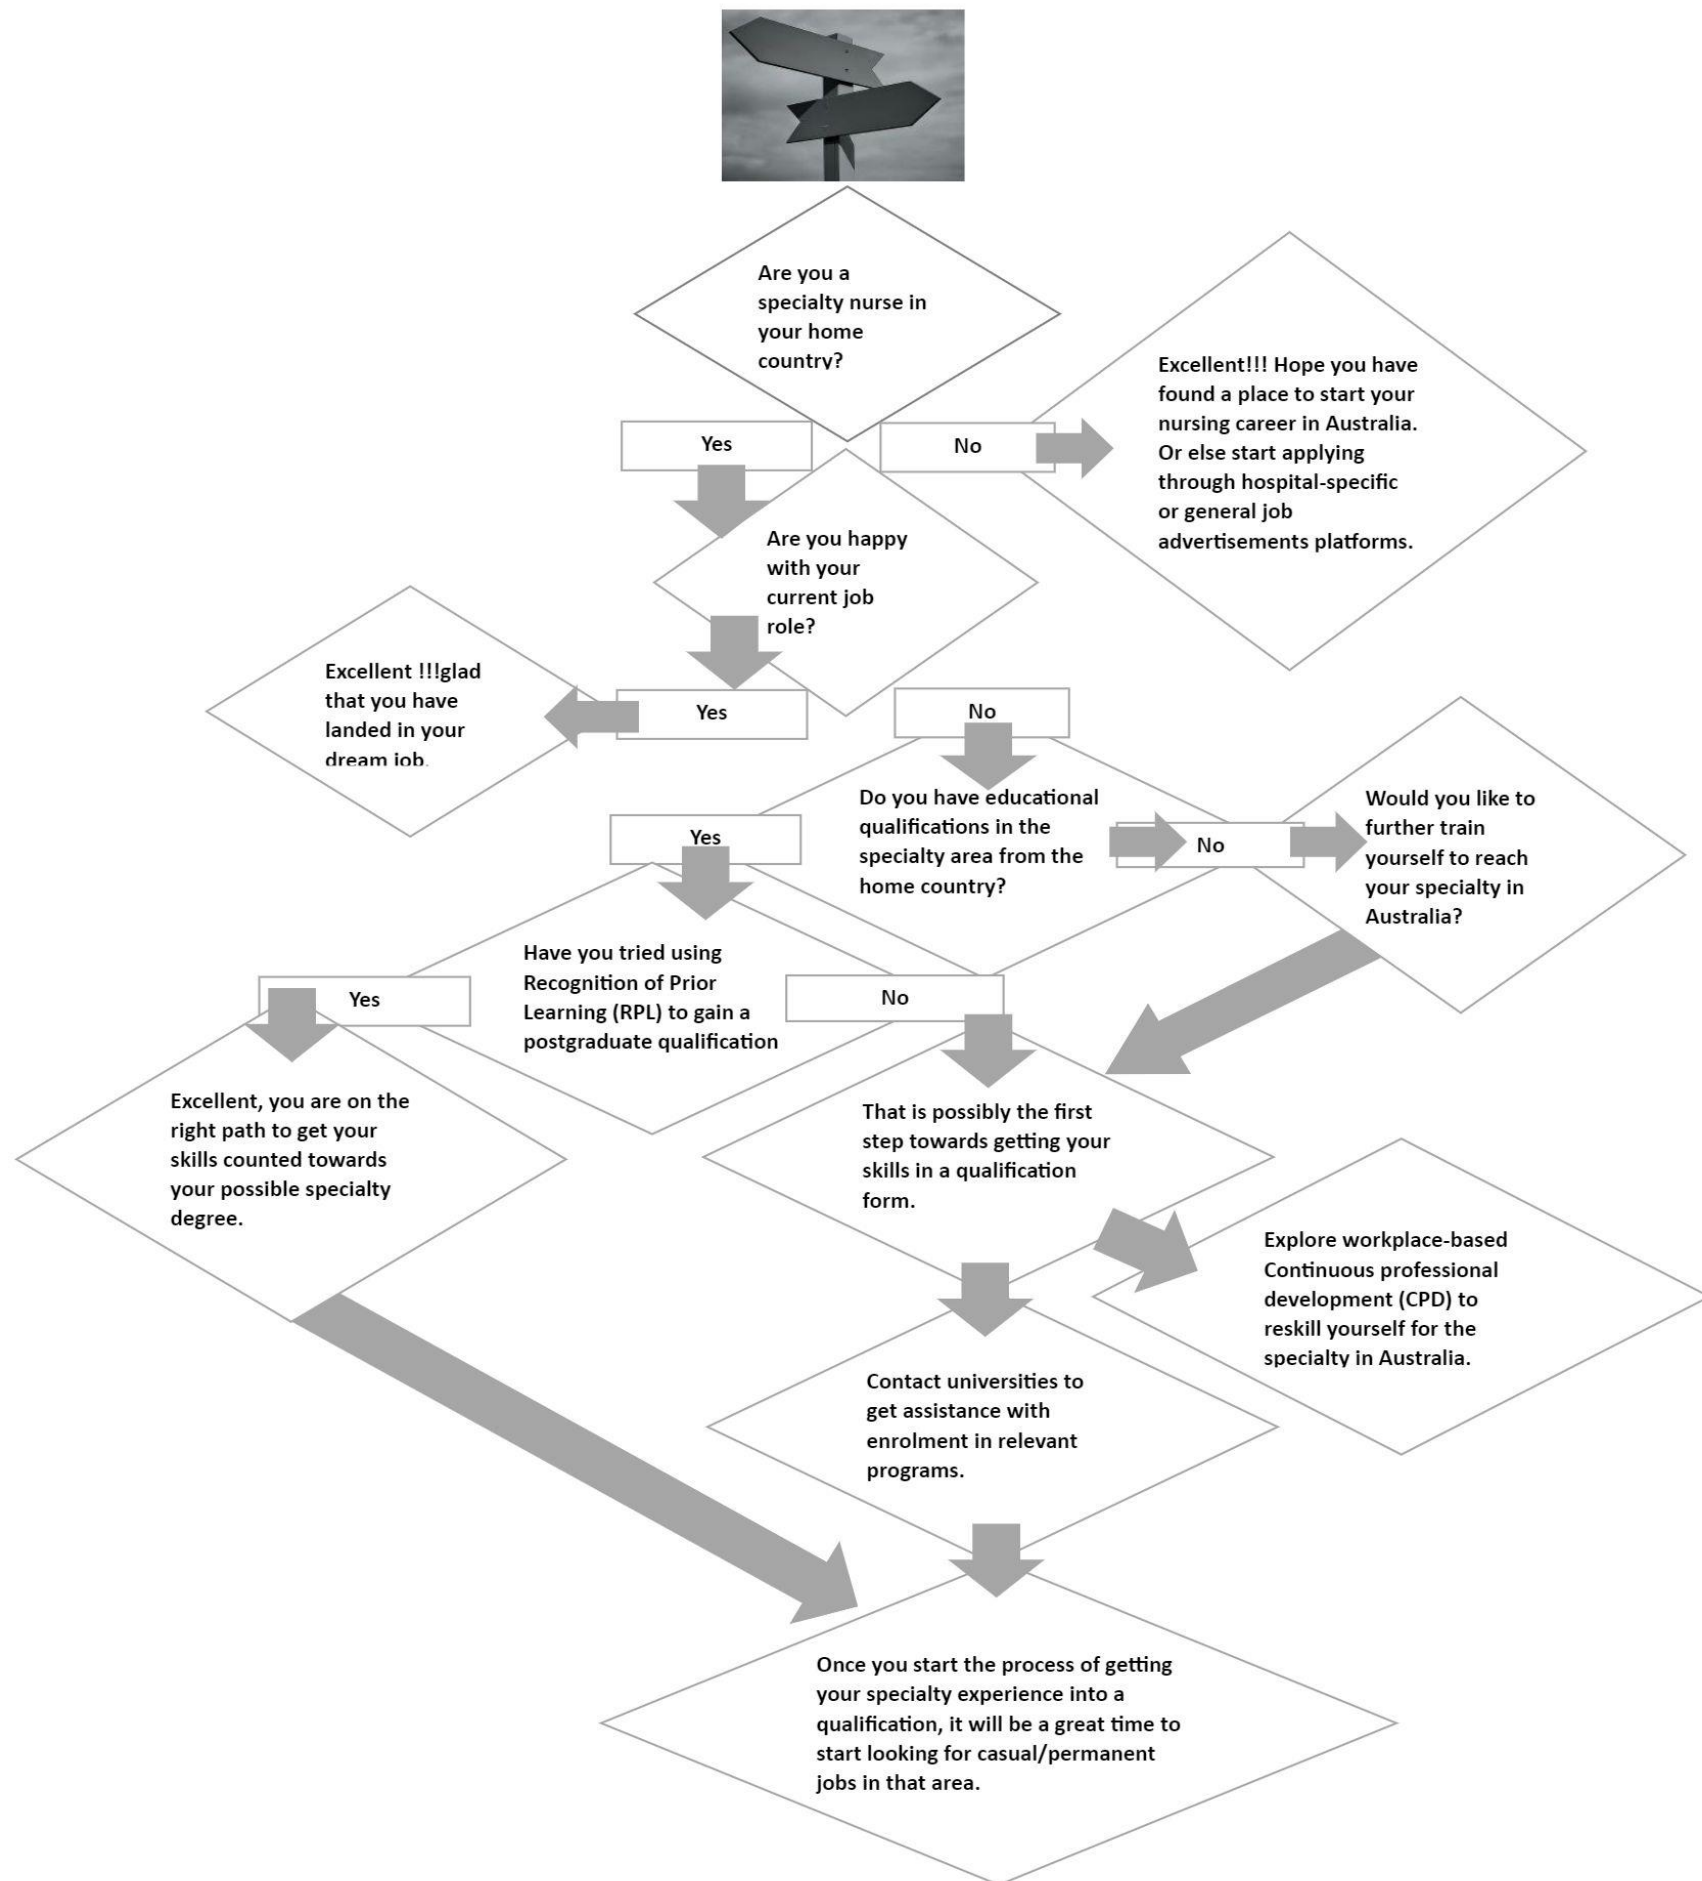 Are you a
specialty nurse in
your home
country?
Excellent!!! Hope you have
found a place to start your
nursing career in Australia.
Or else start applying
through hospital-specific
or general job
advertisements platforms.
Yes
No
Are you happy
with your
current job
role?
Excellent !!!glad
that you have
landed in your
dream job.
Yes
No
Do you have educational
qualifications in the
specialty area from the
home country?
Yes
No
Would you like to
further train
yourself to reach
your specialty in
Australia?
Have you tried using
Recognition of Prior
Learning (RPL) to gain a
postgraduate qualification
Yes
No
Excellent, you are on the
right path to get your
skills counted towards
your possible specialty
degree.
That is possibly the first
step towards getting your
skills in a qualification
form.
Explore workplace-based
Continuous professional
development (CPD) to
reskill yourself for the
specialty in Australia.
Contact universities to
get assistance with
enrolment in relevant
programs.
Once you start the process of getting
your specialty experience into a
qualification, it will be a great time to
start looking for casual/permanent
jobs in that area.